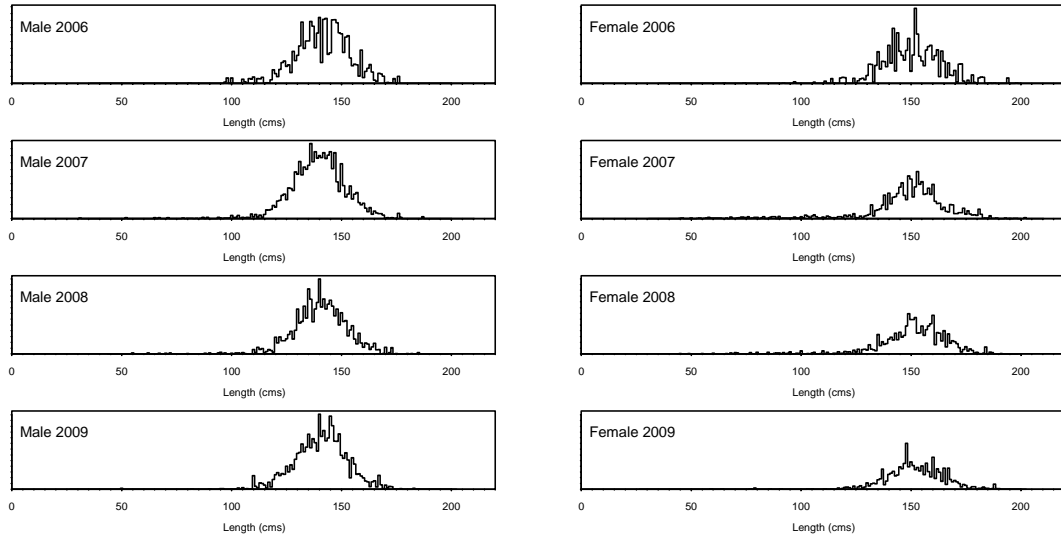 Male 2006
Female 2006
0 50 100 150 200
0 50 100 150 200
Length (cms)
Length (cms)
Male 2007
Female 2007
0 50 100 150 200
0 50 100 150 200
Length (cms)
Length (cms)
Male 2008
Female 2008
0 50 100 150 200
0 50 100 150 200
Length (cms)
Length (cms)
Male 2009
Female 2009
0 50 100 150 200
0 50 100 150 200
Length (cms)
Length (cms)